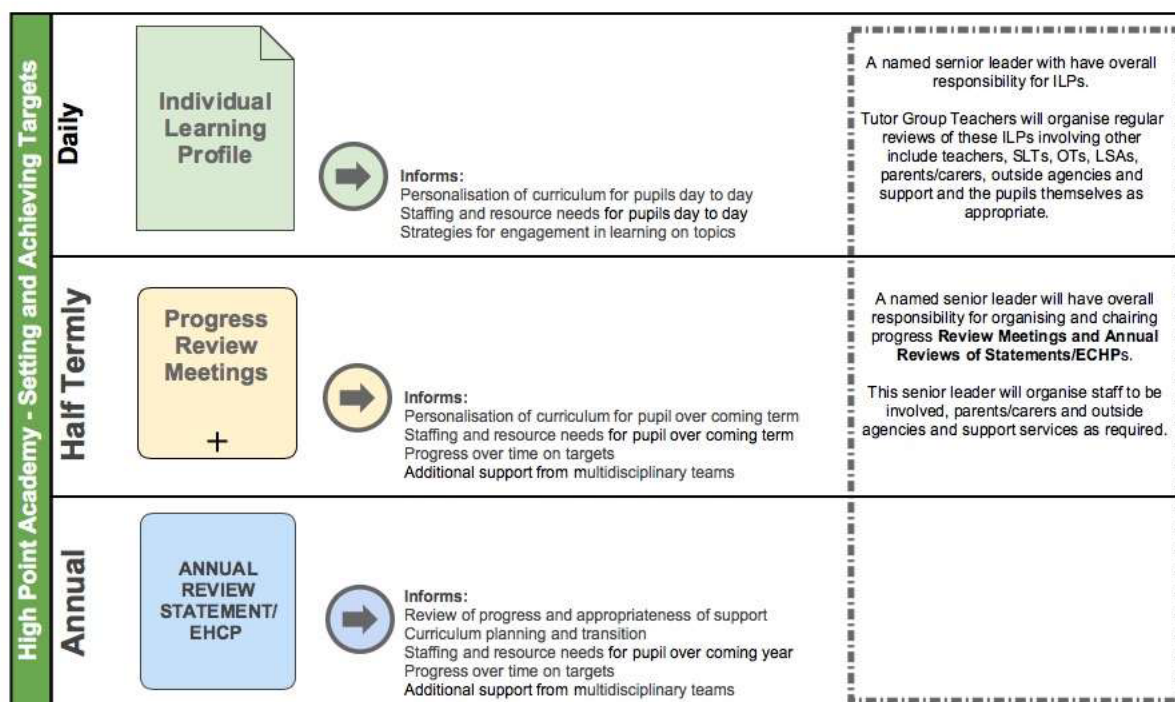 High Point Academy - Setting and Achieving Targets
Daily
Individual
Learning
Profile
Informs:
Personalisation of curriculum for pupils day to day
Staffing and resource needs for pupils day to day
Strategies for engagement in learning on topics
A named sernior leader with have overall
responsibility for ILPs.
Tutor Group Teachers will organise regular
reviews of these ILPs involving other
include teachers, SLTs, OTs, LSAs,
parents/carers, outside agencies and
support and the pupils themselves as
appropriate.
Half Termly
Progress
Review
Meetings
+
Informs:
Personalisation of curriculum for pupil over coming term
Staffing and resource needs for pupil over coming term
Progress over time on targets
Additional support from multidisciplinary teams
A named senior leader will have overall
responsibility for organising and chairing
progress Review Meetings and Annual
Reviews of Statements/ECHPs.
This senior leader will organise staff to be
involved, parents/carers and outside
agencies and support services as required.
Annual
ANNUAL
REVIEW
STATEMENT/
EHCP
Informs:
Review of progress and appropriateness of support
Curriculum planning and transition
Staffing and resource needs for pupil over coming year
Progress over time on targets
Additional support from multidisciplinary teams